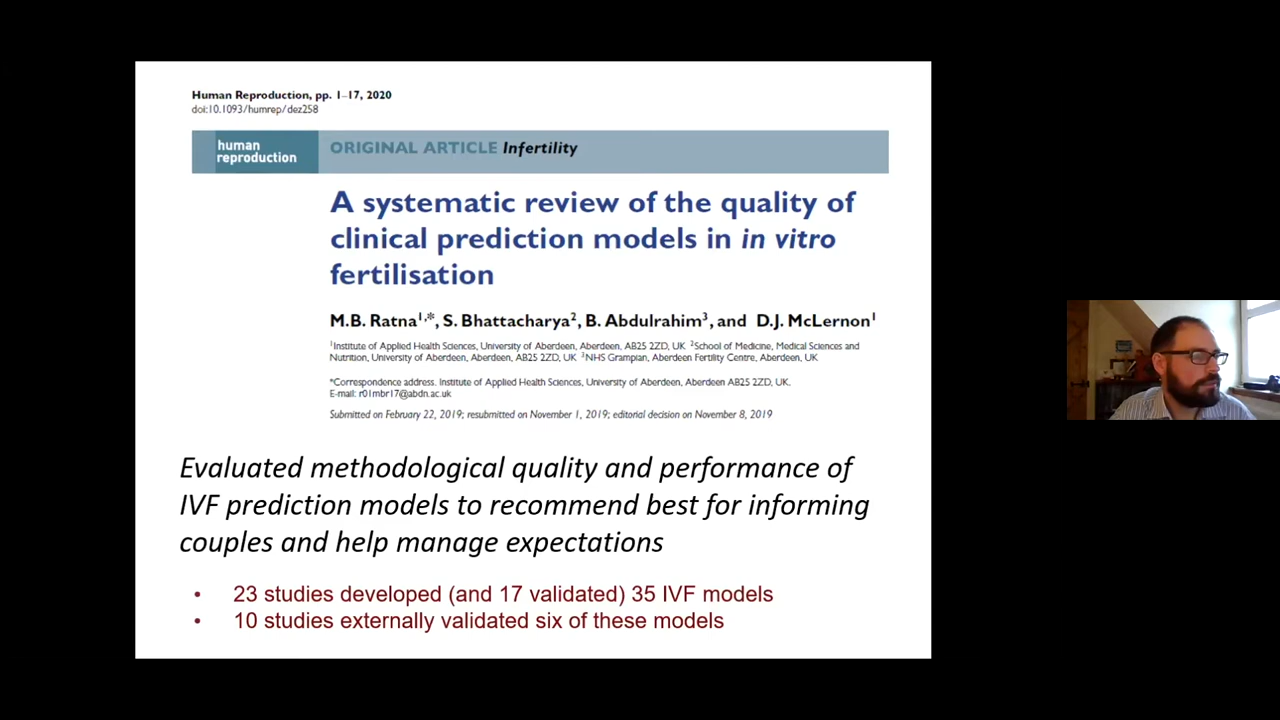 Human Reproduction, pp. 1–17, 2020
doi:10.1093/humrep/dez258
human
reproduction
ORIGINAL ARTICLE Infertility
A systematic review of the quality of
clinical prediction models in in vitro
fertilisation
M.B. Ratna1,*, S. Bhattacharya2, B. Abdulrahim3, and D.J. McLernon1
1Institute of Applied Health Sciences, University of Aberdeen, Aberdeen, AB25 2ZD, UK 2School of Medicine, Medical Sciences and
Nutrition, University of Aberdeen, Aberdeen, AB25 2ZD, UK 3NHS Grampian, Aberdeen Fertility Centre, Aberdeen, UK
*Correspondence address. Institute of Applied Health Sciences, University of Aberdeen, Aberdeen AB25 2ZD, UK.
E-mail: r01mbr17@abdn.ac.uk
Submitted on February 22, 2019; resubmitted on November 1, 2019; editorial decision on November 8, 2019
Evaluated methodological quality and performance of
IVF prediction models to recommend best for informing
couples and help manage expectations
• 23 studies developed (and 17 validated) 35 IVF models
• 10 studies externally validated six of these models